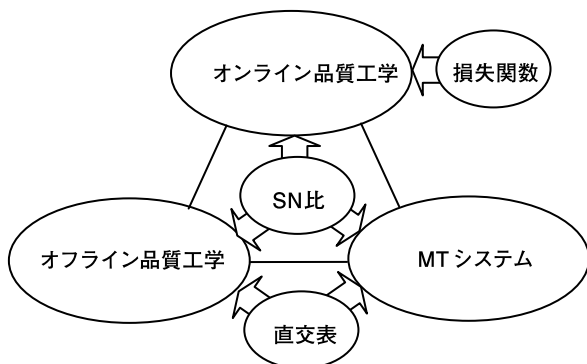 オンライン品質工学
損失関数
SN比
オフライン品質工学
MTシステム
直交表